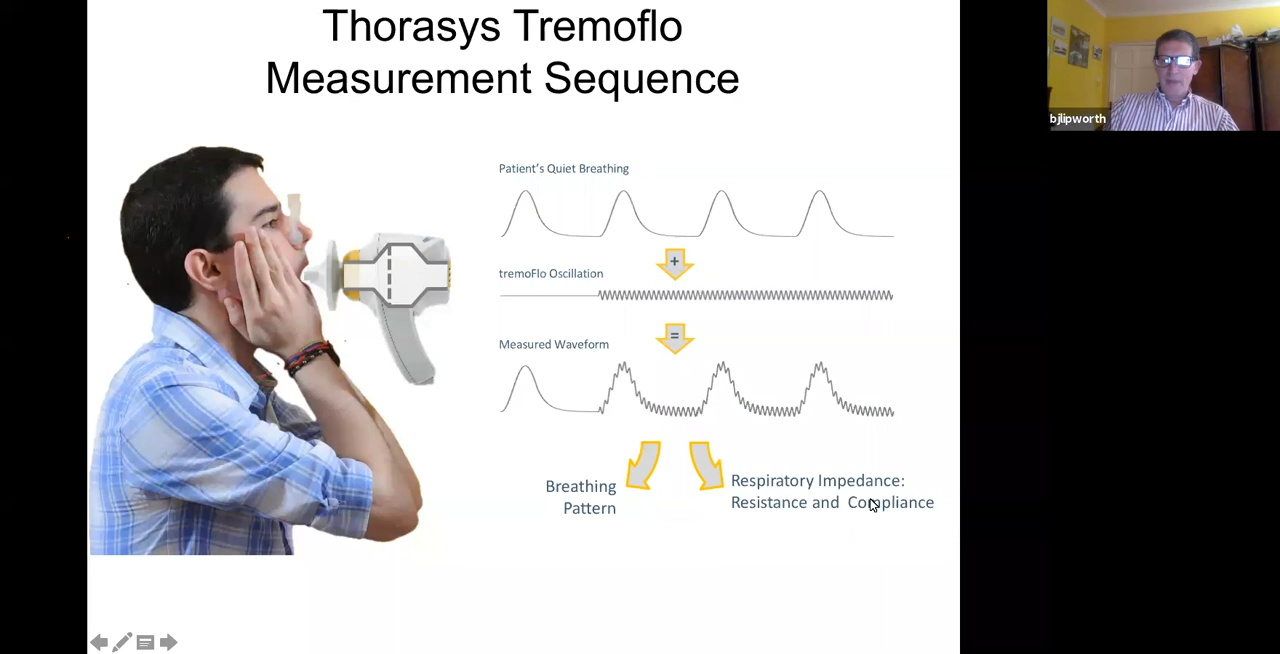 Thorasys Tremoflo
Measurement Sequence
bjlipworth
Patient's Quiet Breathing
+
tremoFlo Oscillation
=
Measured Waveform
Breathing
Pattern
Respiratory Impedance:
Resistance and Compliance